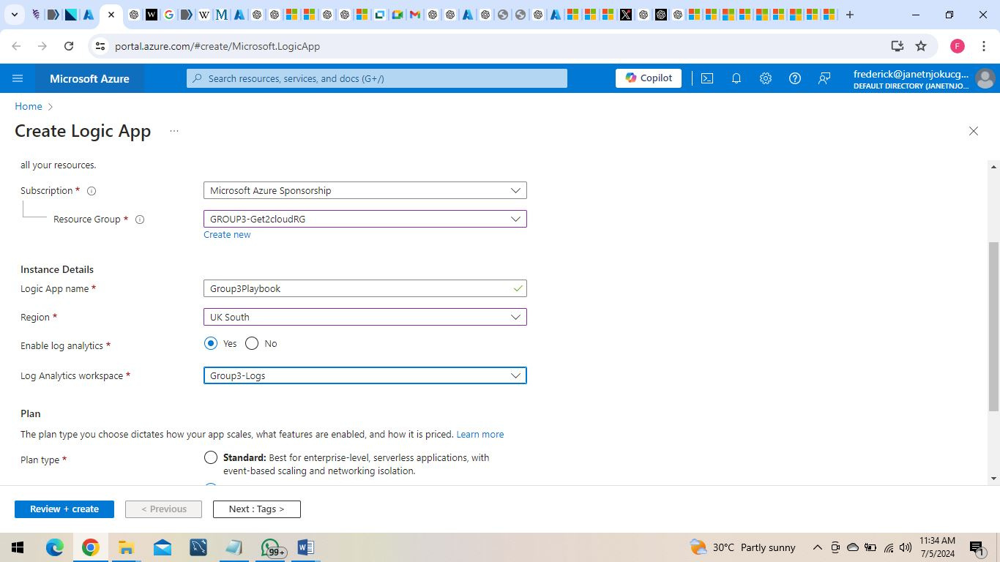 portal.azure.com/#create/Microsoft.LogicApp
F
Microsoft Azure
Search resources, services, and docs (G+/)
Copilot
frederick@janetnjokucg...
DEFAULT DIRECTORY (JANETNJO...
Home
Create Logic App
...
all your resources.
Subscription *
Microsoft Azure Sponsorship
Resource Group *
GROUP3-Get2cloudRG
Create new
Instance Details
Logic App name *
Group3Playbook
Region *
UK South
Enable log analytics *
Yes
No
Log Analytics workspace *
Group3-Logs
Plan
The plan type you choose dictates how your app scales, what features are enabled, and how it is priced. Learn more
Plan type *
Standard: Best for enterprise-level, serverless applications, with
event-based scaling and networking isolation.
Review + create
< Previous
Next : Tags >
99+
30°C Partly sunny
11:34 AM
7/5/2024
1